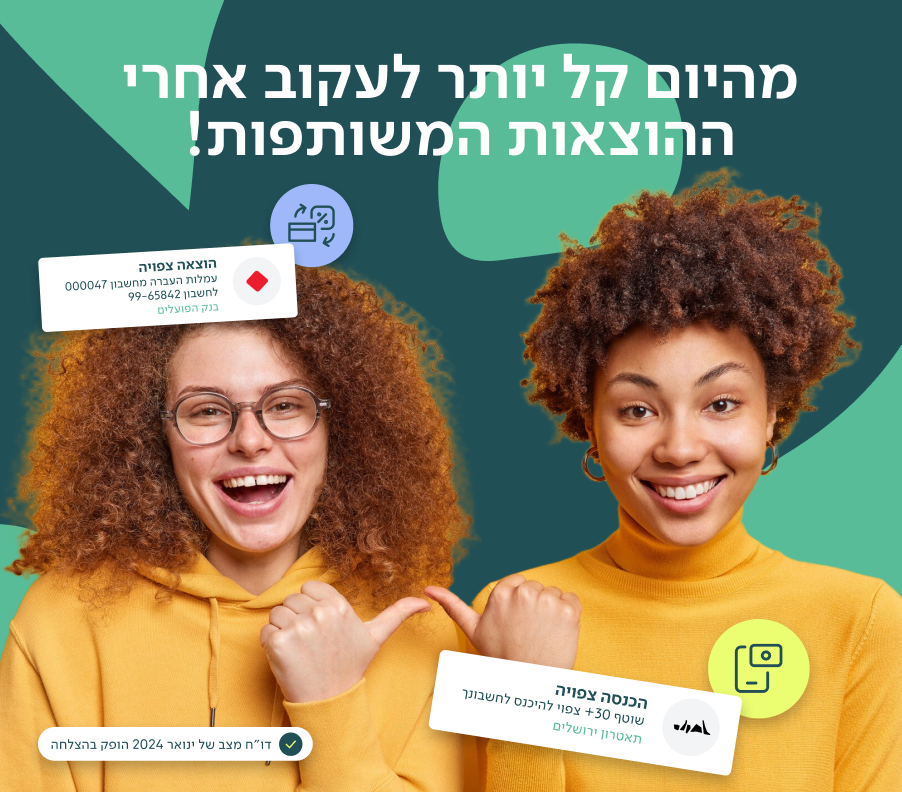 מהיום קל יותר לעקוב אחרי
ההוצאות המשותפות!
הוצאה צפויה
עמלות העברה מחשבון 000047
לחשבון 99-65842
בנק הפועלים
הכנסה צפויה
שוטף 30+ צפוי להיכנס לחשבונך
תאטרון ירושלים
דו״ח מצב של ינואר 2024 הופק בהצלחה